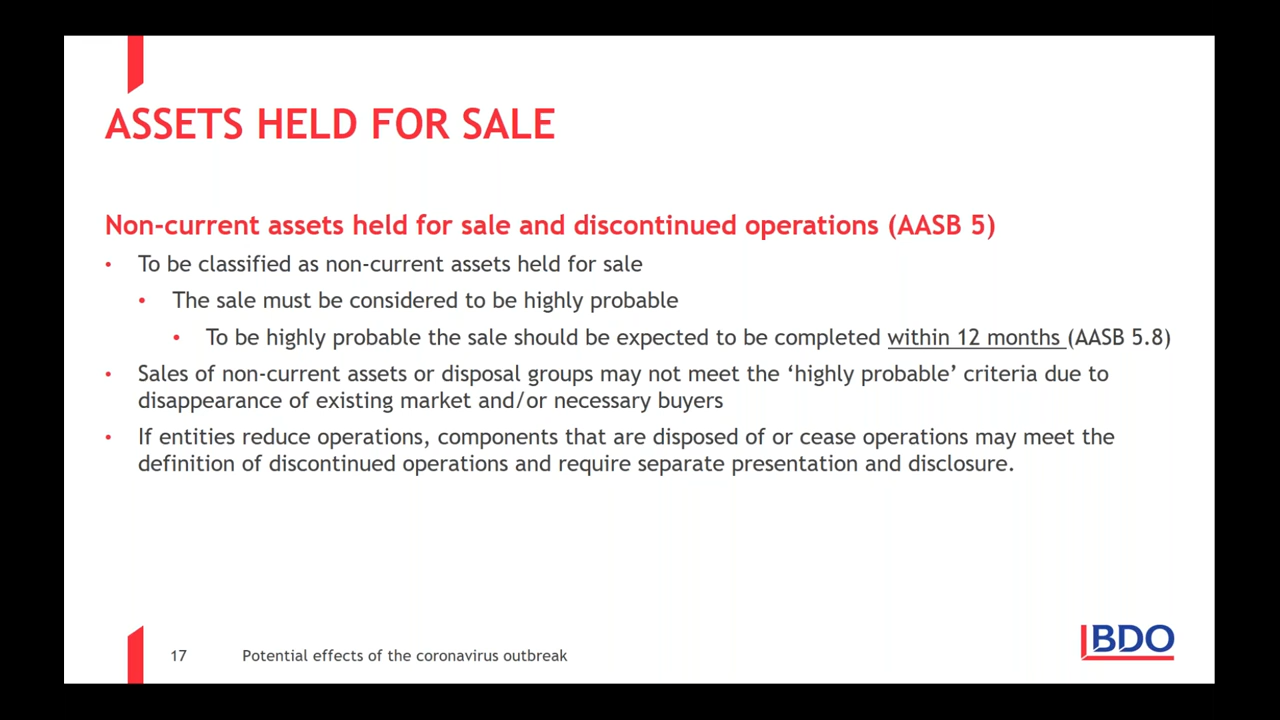 ASSETS HELD FOR SALE
Non-current assets held for sale and discontinued operations (AASB 5)
• To be classified as non-current assets held for sale
• The sale must be considered to be highly probable
• To be highly probable the sale should be expected to be completed within 12 months (AASB 5.8)
• Sales of non-current assets or disposal groups may not meet the ‘highly probable’ criteria due to
disappearance of existing market and/or necessary buyers
• If entities reduce operations, components that are disposed of or cease operations may meet the
definition of discontinued operations and require separate presentation and disclosure.
17 Potential effects of the coronavirus outbreak
BDO